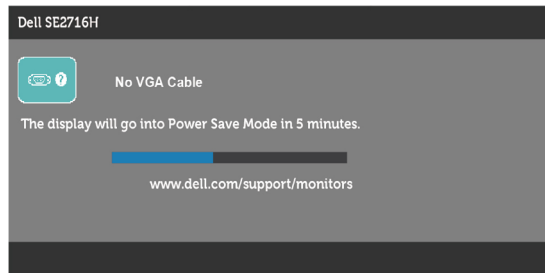 Dell SE2716H
?
No VGA Cable
The display will go into Power Save Mode in 5 minutes.
www.dell.com/support/monitors